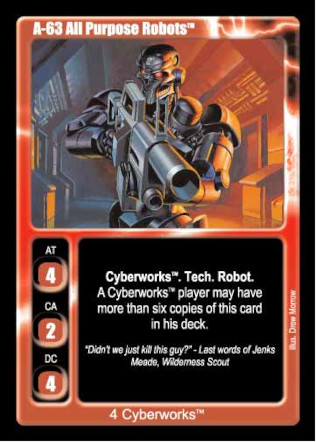 A-63 All Purpose Robots™
AT
4
CA
2
DC
4
Cyberworks™. Tech. Robot.
A Cyberworks™ player may have
more than six copies of this card
in his deck.
"Didn't we just kill this guy?" - Last words of Jenks
Meade, Wilderness Scout
Illus. Drew Morrow
4 Cyberworks™